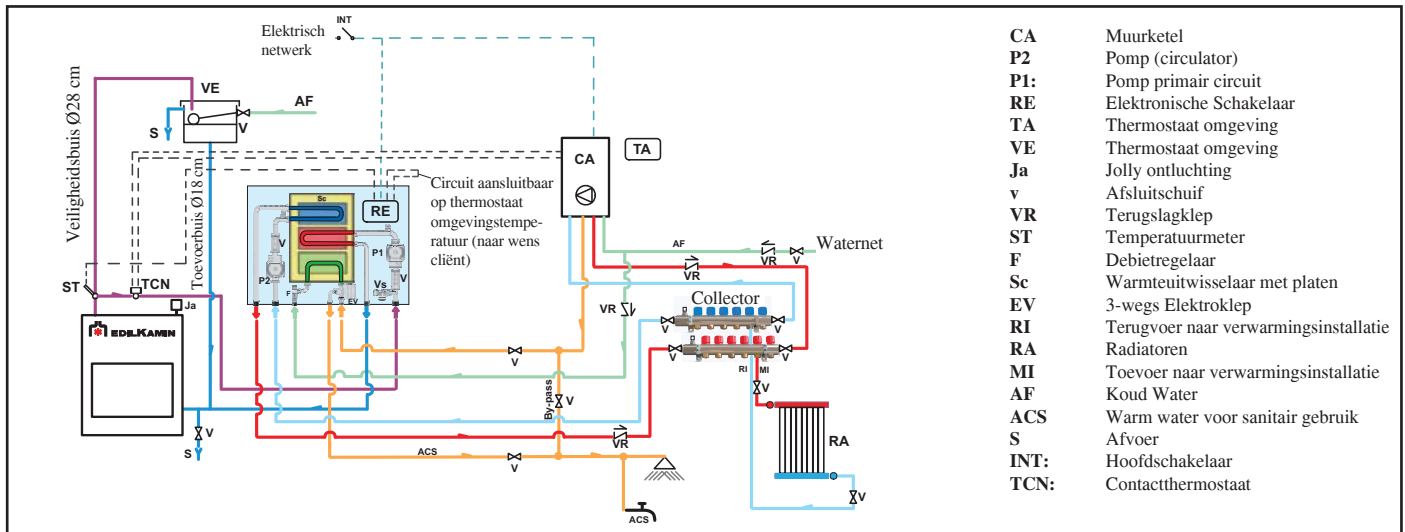 INT
Elektrisch
netwerk
Veiligheidsbuis Ø28 cm
VE
AF
V
S
Toevoerbuis Ø18 cm
CA
TA
Circuit aansluitbaar
op thermostaat
omgevingstempe-
ratuur (naar wens
cliënt)
Sc
RE
V
P1
P2
V
F
EV
Vs
ST
TCN
Ja
EDILKAMIN
AF
VR
V
Waternet
VR
VR
Collector
V
V
V
V
RI
MI
V
V
By-pass
V
VR
RA
V
S
ACS
V
V
ACS
CA Muurketel
P2 Pomp (circulator)
P1: Pomp primair circuit
RE Elektronische Schakelaar
TA Thermostaat omgeving
VE Thermostaat omgeving
Ja Jolly ontluchting
v Afsluitschuif
VR Terugslagklep
ST Temperatuurmeter
F Debietregelaar
Sc Warmteuitwisselaar met platen
EV 3-wegs Elektroklep
RI Terugvoer naar verwarmingsinstallatie
RA Radiatoren
MI Toevoer naar verwarmingsinstallatie
AF Koud Water
ACS Warm water voor sanitair gebruik
S Afvoer
INT: Hoofdschakelaar
TCN: Contactthermostaat